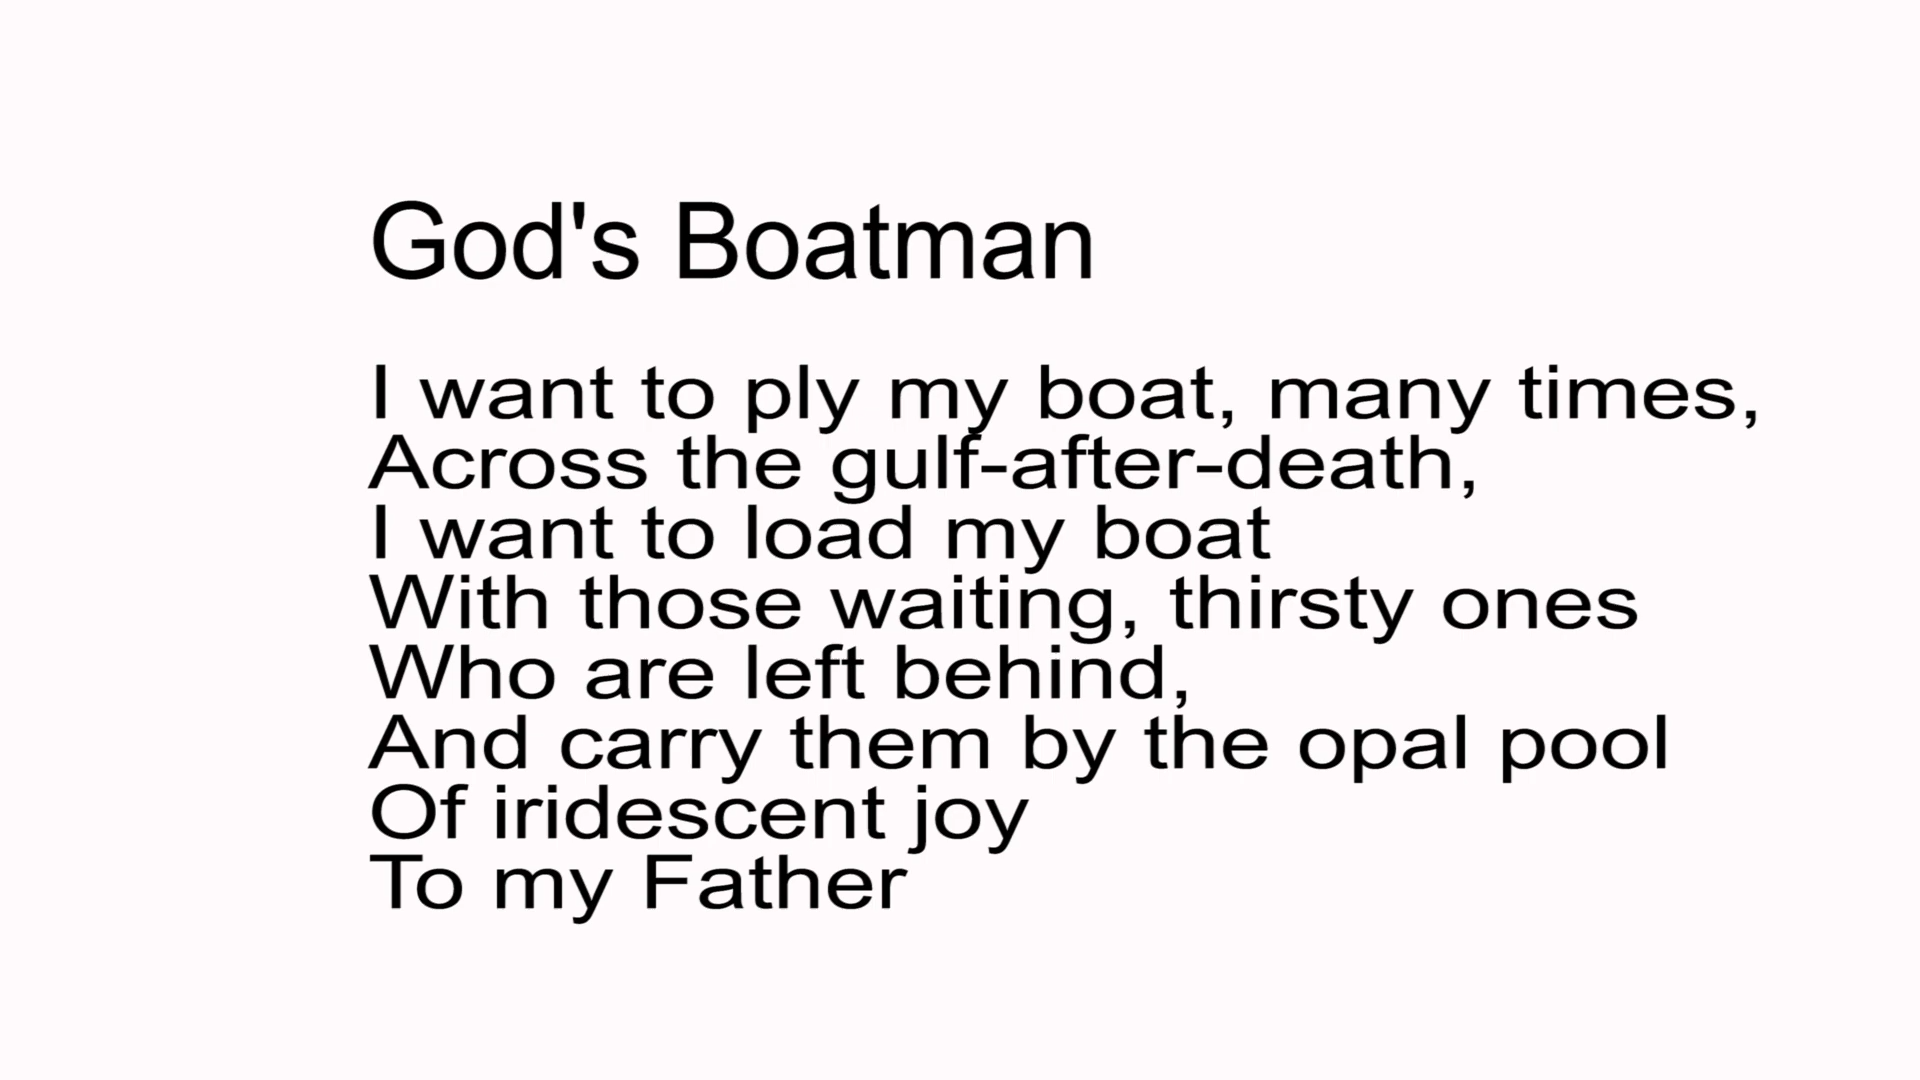 God's Boatman
I want to ply my boat, many times,
Across the gulf-after-death,
I want to load my boat
With those waiting, thirsty ones
Who are left behind,
And carry them by the opal pool
Of iridescent joy
To my Father